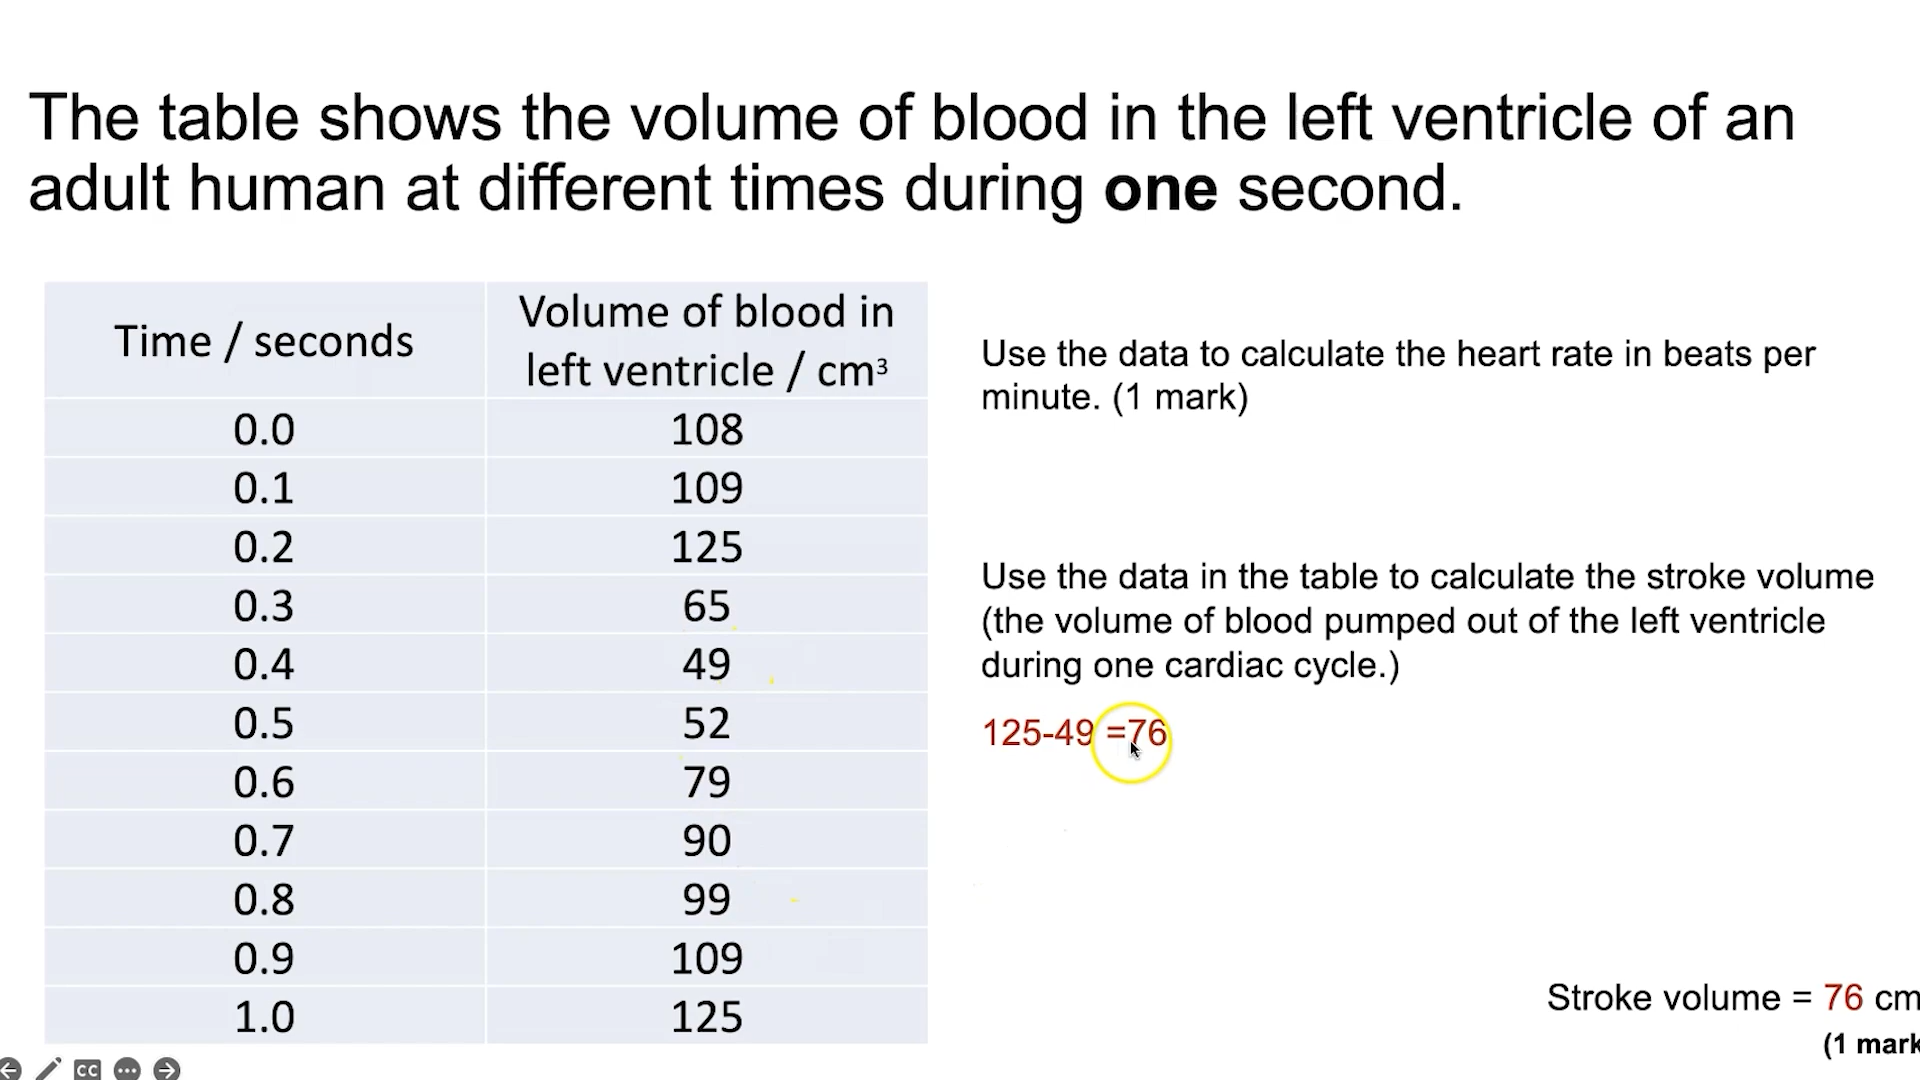 The table shows the volume of blood in the left ventricle of an
adult human at different times during one second.
Time / seconds
Volume of blood in
left ventricle / cm³
0.0 108
0.1 109
0.2 125
0.3 65
0.4 49
0.5 52
0.6 79
0.7 90
0.8 99
0.9 109
1.0 125
Use the data to calculate the heart rate in beats per
minute. (1 mark)
Use the data in the table to calculate the stroke volume
(the volume of blood pumped out of the left ventricle
during one cardiac cycle.)
125-49 =76
Stroke volume = 76 cm
(1 mark
CC